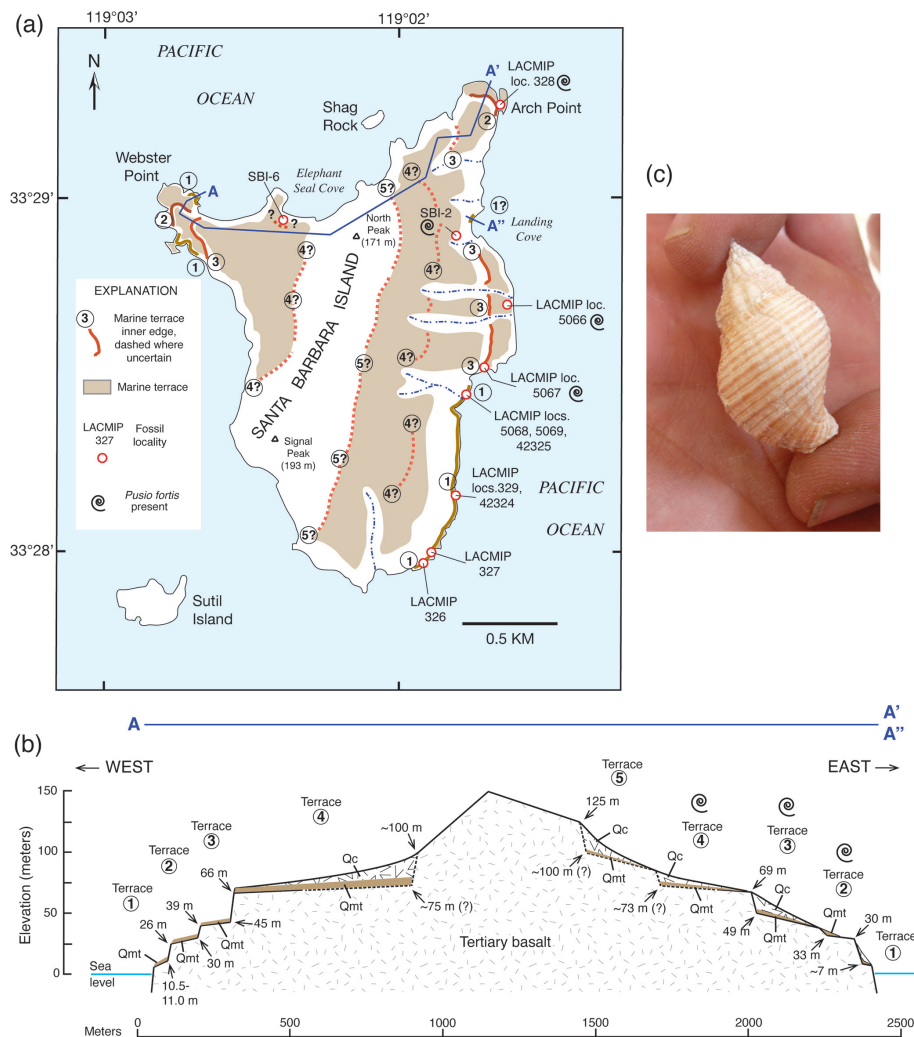 (a)
119°03'
119°02'
N
PACIFIC
OCEAN
Shag
Rock
A'
LACMIP
loc. 328
Arch Point
2
3
Webster
Point
1
A
SBI-6
Elephant
Seal Cove
4?
5?
33°29'
1?
2
?
?
North
Peak
(171 m)
SBI-2
A"
Landing
Cove
3
1
3
4?
4?
EXPLANATION
3
Marine terrace
inner edge,
dashed where
uncertain
Marine terrace
LACMIP
327
Fossil
locality
Pusio fortis
present
4?
3
LACMIP loc.
5066
SANTA BARBARA ISLAND
5?
4?
4?
3
LACMIP loc.
5067
1
LACMIP locs.
5068, 5069,
42325
4?
Signal
Peak
(193 m)
5?
4?
1
LACMIP
locs.329,
42324
PACIFIC
OCEAN
5?
33°28'
1
LACMIP
327
LACMIP
326
Sutil
Island
0.5 KM
(c)
A
A'
A"
(b)
WEST
EAST
Elevation (meters)
150
100
50
0
Sea
level
Terrace
1
Terrace
2
Terrace
3
Terrace
4
Terrace
5
Terrace
4
Terrace
3
Terrace
2
Terrace
1
26 m
39 m
66 m
~100 m
125 m
69 m
30 m
Qmt
10.5-
11.0 m
Qmt
30 m
Qmt
45 m
Qc
Qmt
~75 m (?)
Tertiary basalt
~100 m (?)
Qc
Qmt
~73 m (?)
Qmt
Qc
49 m
Qmt
33 m
~7 m
Meters
0
500
1000
1500
2000
2500